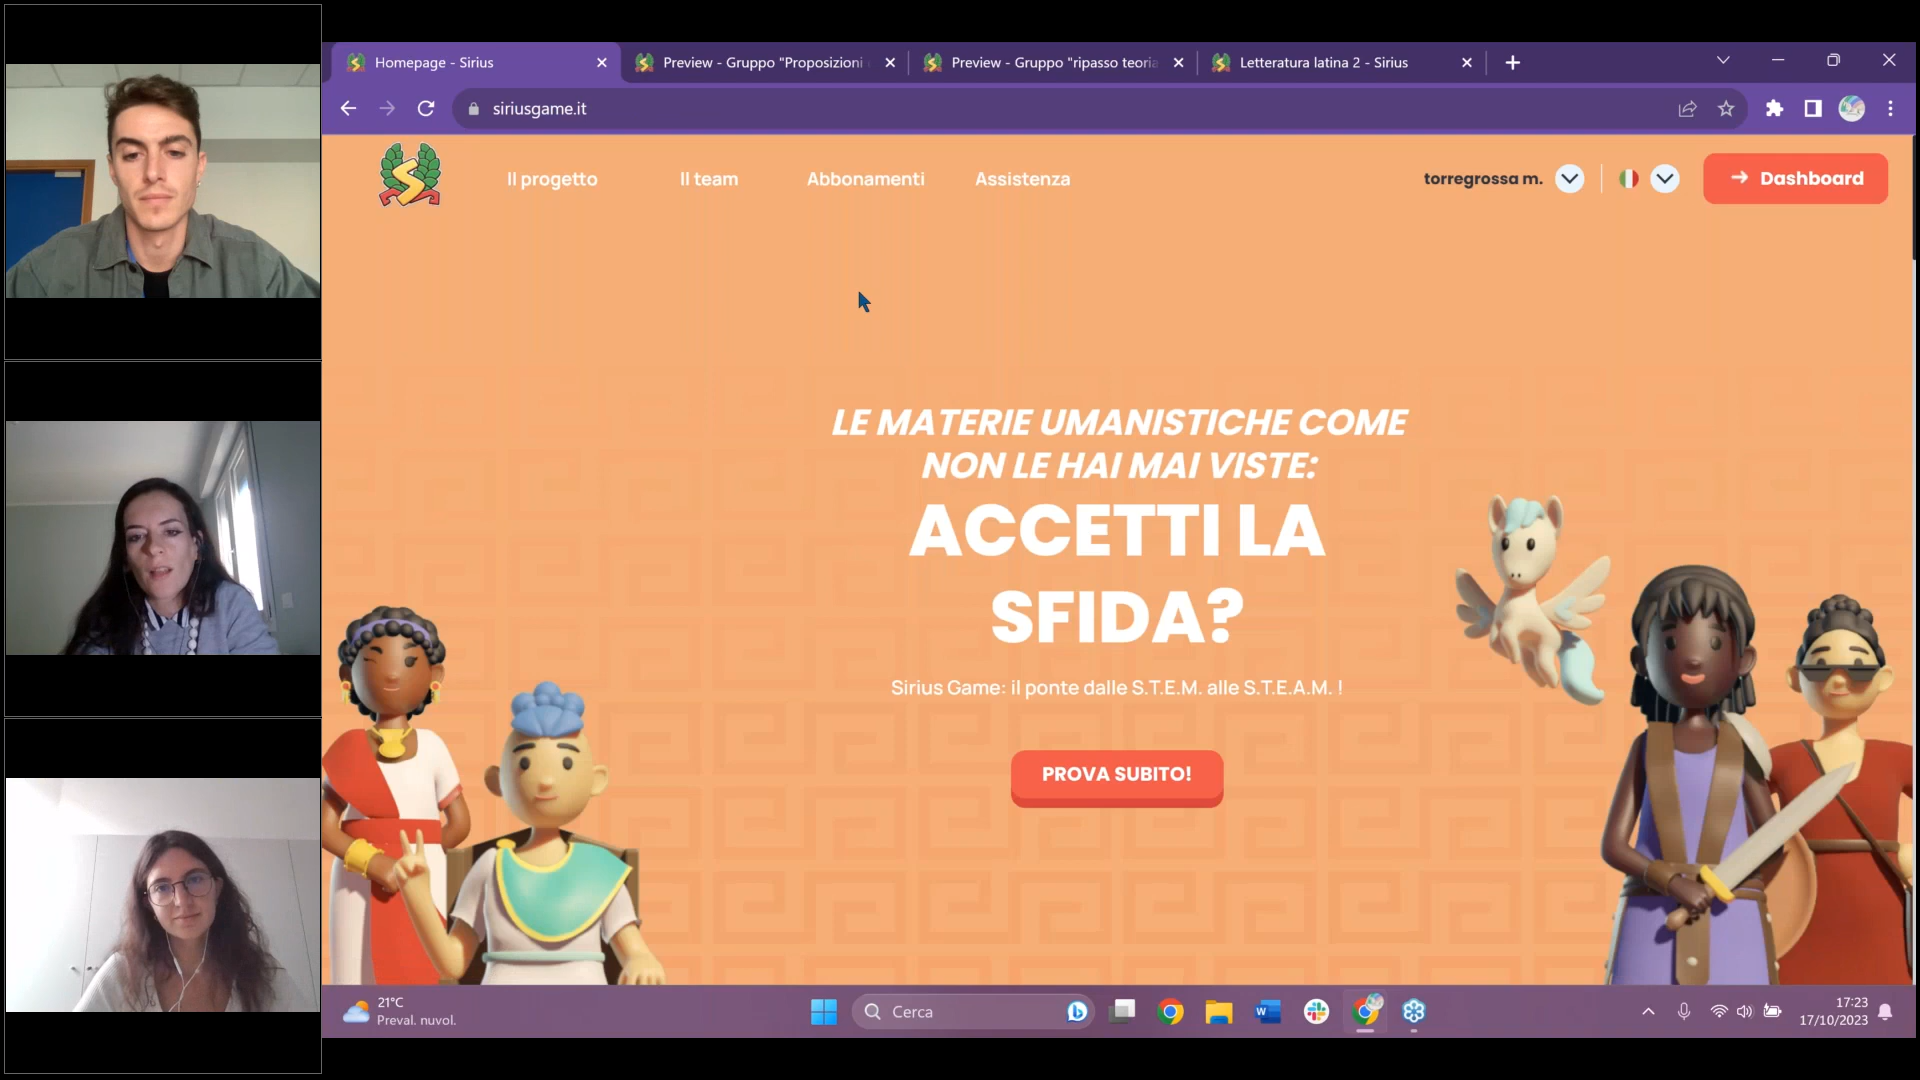 Homepage - Sirius
Preview - Gruppo "Proposizioni
Preview - Gruppo "ripasso teoria
Letteratura latina 2 - Sirius
siriusgame.it
Il progetto
Il team
Abbonamenti
Assistenza
torregrossa m.
Dashboard
LE MATERIE UMANISTICHE COME
NON LE HAI MAI VISTE:
ACCETTI LA
SFIDA?
Sirius Game: il ponte dalle S.T.E.M. alle S.T.E.A.M. !
PROVA SUBITO!
21°C
Preval. nuvol.
Cerca
17:23
17/10/2023